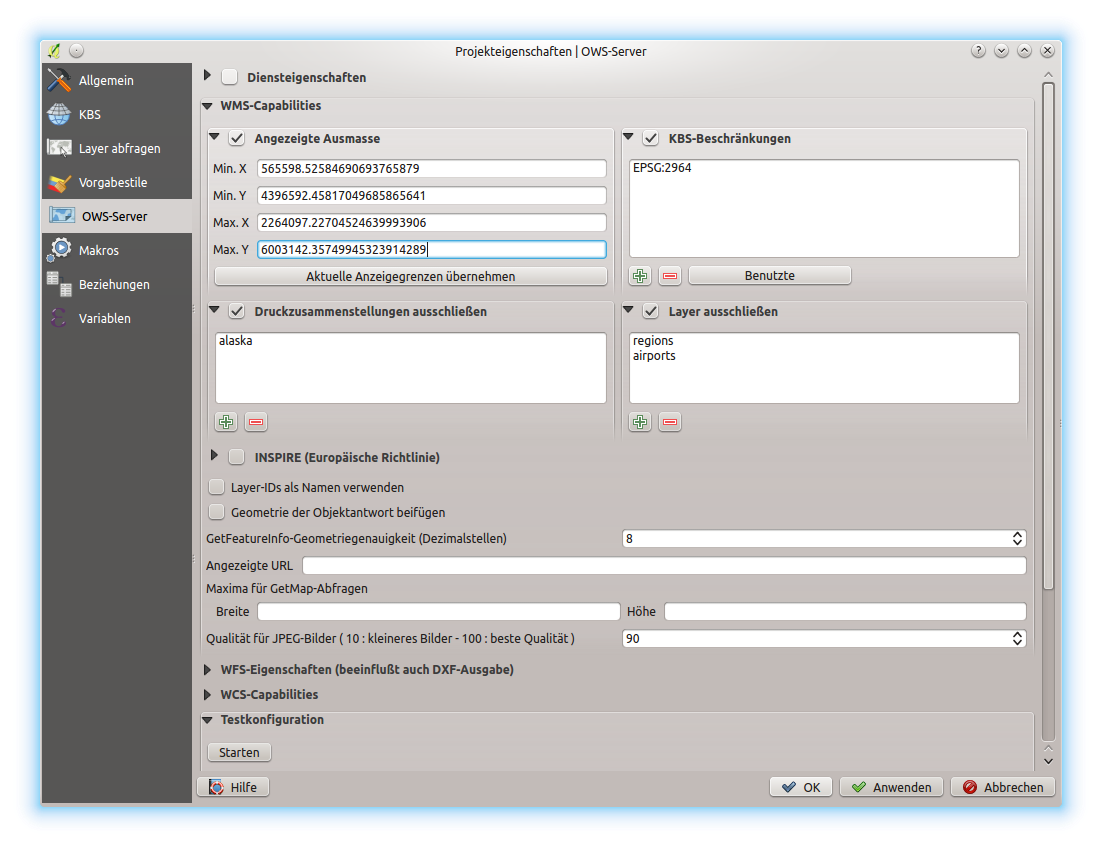 Projekteigenschaften | OWS-Server
Allgemein
KBS
Layer abfragen
Vorgabestile
OWS-Server
Makros
Beziehungen
Variablen
Diensteigenschaften
WMS-Capabilities
Angezeigte Ausmasse
Min. X 565598.52584690693765879
Min. Y 4396592.45817049685865641
Max. X 2264097.22704524639993906
Max. Y 6003142.35749945323914289
Aktuelle Anzeigegrenzen übernehmen
KBS-Beschränkungen
EPSG:2964
Benutzte
Druckzusammenstellungen ausschließen
alaska
Layer ausschließen
regions
airports
INSPIRE (Europäische Richtlinie)
Layer-IDs als Namen verwenden
Geometrie der Objektantwort beifügen
GetFeatureInfo-Geometriegenauigkeit (Dezimalstellen) 8
Angezeigte URL
Maxima für GetMap-Abfragen
Breite Höhe
Qualität für JPEG-Bilder ( 10 : kleineres Bilder - 100 : beste Qualität ) 90
WFS-Eigenschaften (beeinflußt auch DXF-Ausgabe)
WCS-Capabilities
Testkonfiguration
Starten
Hilfe OK Anwenden Abbrechen